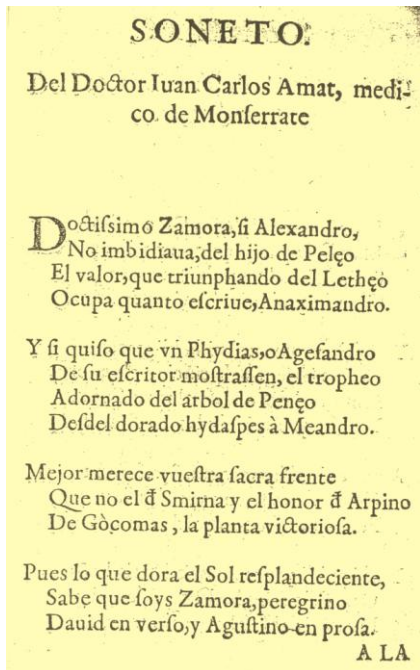 SONETO.
Del Doctor Iuan Carlos Amat, medi-
co de Monserrate
Doctissimo Zamora, si Alexandro,
No imbidiaua, del hijo de Pelęo
El valor, que triunphando del Lethęo
Ocupa quanto escriue, Anaximandro.
Y si quiso que vn Phydias, o Agesandro
De su escritor mostrassen, el tropheo
Adornado del arbol de Penęo
Desdel dorado hydaspes à Meandro.
Mejor merece vuestra sacra frente
Que no el đ Smirna y el honor đ Arpino
De Gòcomas, la planta victoriosa.
Pues lo que dora el Sol resplandeciente,
Sabe que soys Zamora, peregrino
Dauid en verso, y Agustino en prosa.
A LA